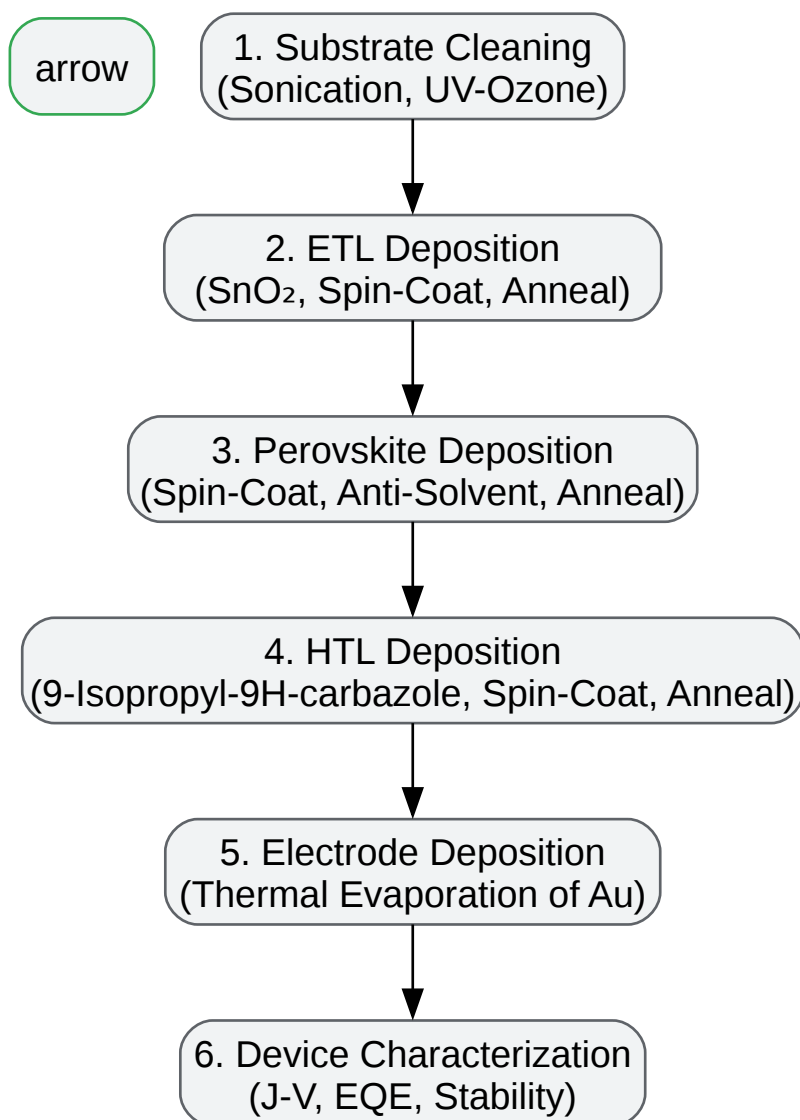 arrow
1. Substrate Cleaning
(Sonication, UV-Ozone)
2. ETL Deposition
(SnO₂, Spin-Coat, Anneal)
3. Perovskite Deposition
(Spin-Coat, Anti-Solvent, Anneal)
4. HTL Deposition
(9-Isopropyl-9H-carbazole, Spin-Coat, Anneal)
5. Electrode Deposition
(Thermal Evaporation of Au)
6. Device Characterization
(J-V, EQE, Stability)